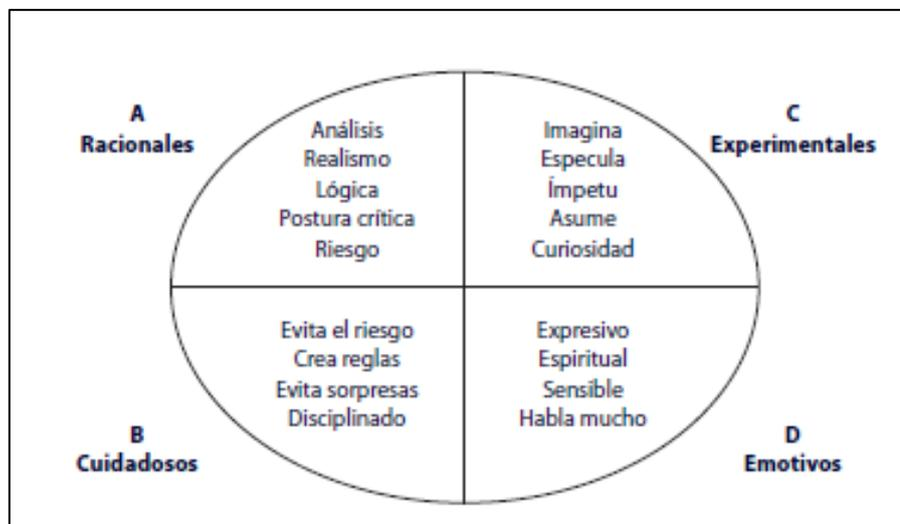 A
Racionales
Análisis
Realismo
Lógica
Postura crítica
Riesgo
Imagina
Especula
Ímpetu
Asume
Curiosidad
C
Experimentales
B
Cuidadosos
Evita el riesgo
Crea reglas
Evita sorpresas
Disciplinado
Expresivo
Espiritual
Sensible
Habla mucho
D
Emotivos